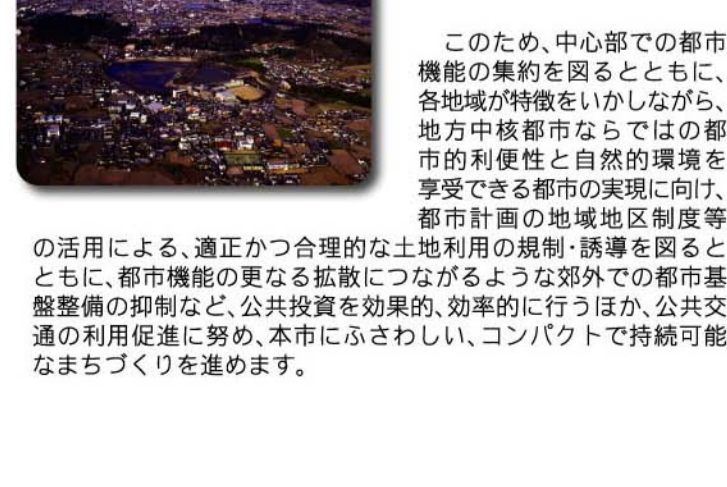 このため、中心部での都市
機能の集約を図るとともに、
各地域が特徴をいかしながら、
地方中核都市ならではの都
市的利便性と自然的環境を
享受できる都市の実現に向け、
都市計画の地域地区制度等
の活用による、適正かつ合理的な土地利用の規制・誘導を図ると
ともに、都市機能の更なる拡散につながるような郊外での都市基
盤整備の抑制など、公共投資を効果的、効率的に行うほか、公共交
通の利用促進に努め、本市にふさわしい、コンパクトで持続可能
なまちづくりを進めます。